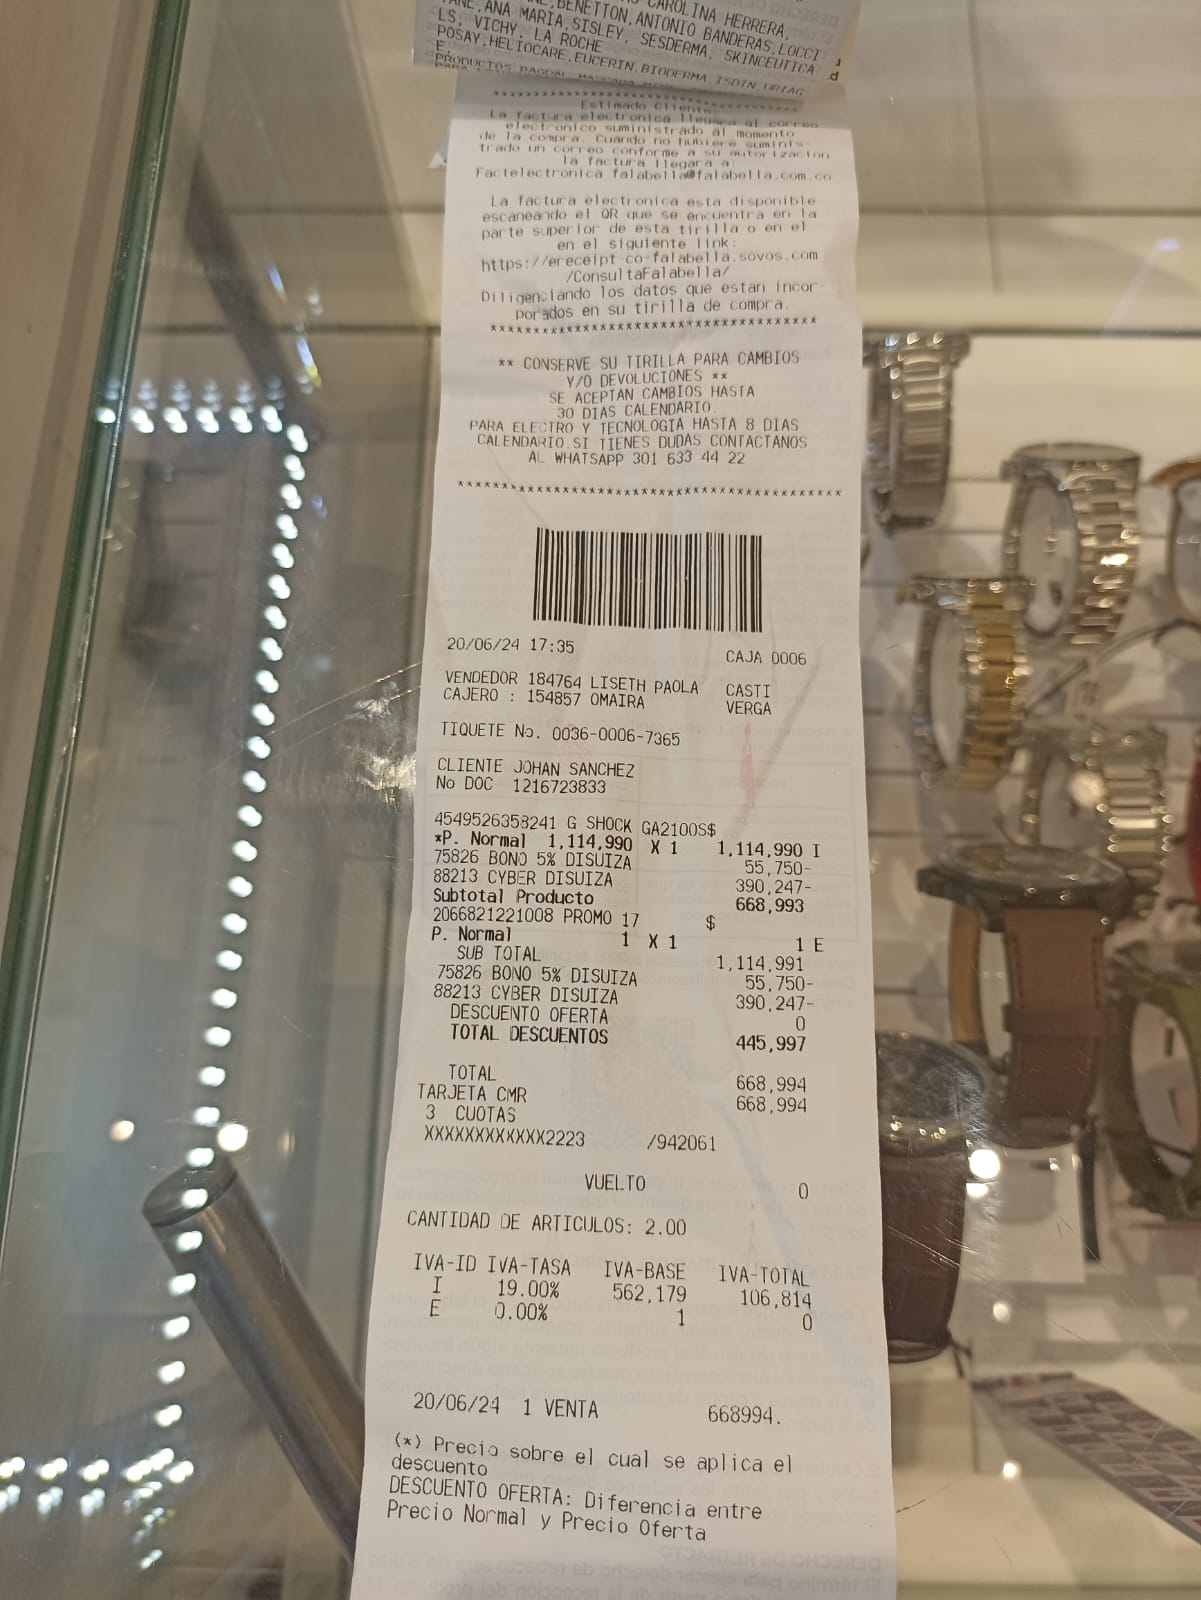 CAROLINA HERRERA,
BENETTON,ANTONIO BANDERAS,LOCCI
ANA MARIA,SISLEY, SESDERMA, SKINCEUTICA
LS, VICHY, LA ROCHE
POSAY,HELIOCARE,EUCERIN,BIODERMA,ISDIN,URIAG
E,
PRODUCTOS
***********************************
Estimado Cliente
La factura electronica llegara al correo
electronico suministrado al momento
de la compra. Cuando no hubiere suminis-
trado un correo conforme a su autorizacion
la factura llegara a:
Factelectronica.falabella@falabella.com.co
La factura electronica esta disponible
escaneando el QR que se encuentra en la
parte superior de esta tirilla o en el
en el siguiente link:
https://ereceipt-co-falabella.sovos.com
/ConsultaFalabella/
Diligenciando los datos que estan incor-
porados en su tirilla de compra.
***********************************
** CONSERVE SU TIRILLA PARA CAMBIOS
Y/O DEVOLUCIONES **
SE ACEPTAN CAMBIOS HASTA
30 DIAS CALENDARIO.
PARA ELECTRO Y TECNOLOGIA HASTA 8 DIAS
CALENDARIO.SI TIENES DUDAS CONTACTANOS
AL WHATSAPP 301 633 44 22
****************************************
20/06/24 17:35 CAJA 0006
VENDEDOR 184764 LISETH PAOLA CASTI
CAJERO : 154857 OMAIRA VERGA
TIQUETE No. 0036-0006-7365
CLIENTE JOHAN SANCHEZ
No DOC 1216723833
4549526358241 G SHOCK GA2100S$
*P. Normal 1,114,990 X 1 1,114,990 I
75826 BONO 5% DISUIZA 55,750-
88213 CYBER DISUIZA 390,247-
Subtotal Producto 668,993
2066821221008 PROMO 17 $
P. Normal 1 X 1 1 E
SUB TOTAL 1,114,991
75826 BONO 5% DISUIZA 55,750-
88213 CYBER DISUIZA 390,247-
DESCUENTO OFERTA 0
TOTAL DESCUENTOS 445,997
TOTAL 668,994
TARJETA CMR 668,994
3 CUOTAS
XXXXXXXXXXXX2223 /942061
VUELTO 0
CANTIDAD DE ARTICULOS: 2.00
IVA-ID IVA-TASA IVA-BASE IVA-TOTAL
I 19.00% 562,179 106,814
E 0.00% 1 0
20/06/24 1 VENTA 668994.
(*) Precio sobre el cual se aplica el
descuento
DESCUENTO OFERTA: Diferencia entre
Precio Normal y Precio Oferta